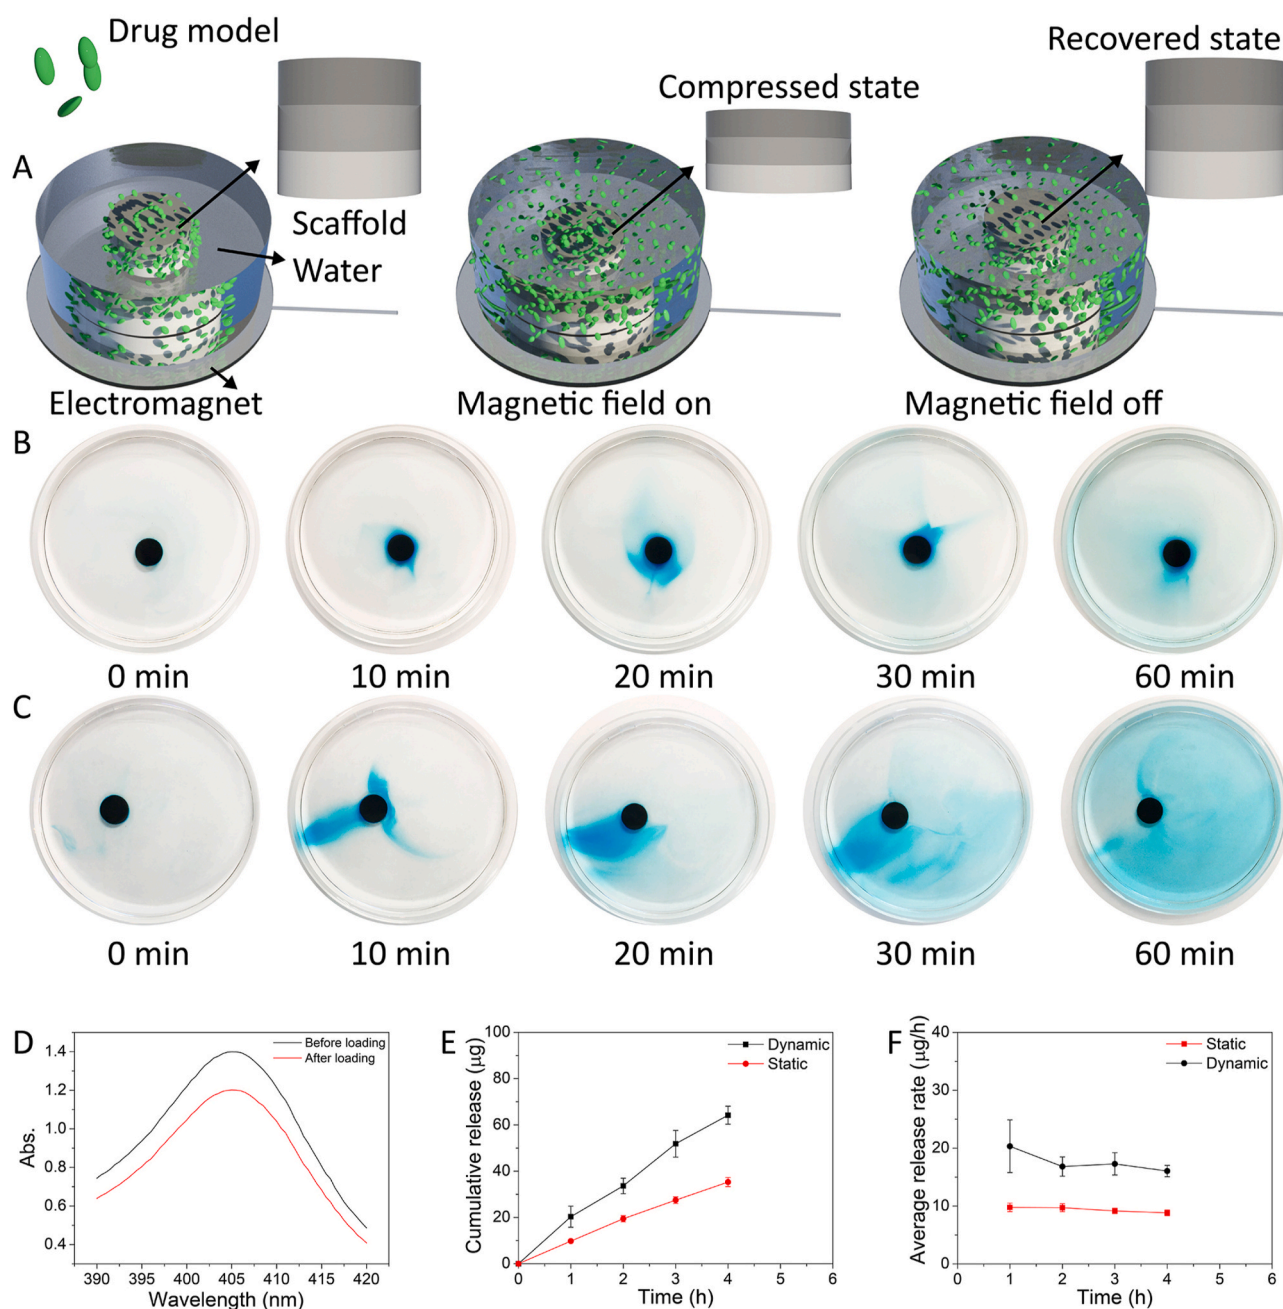 Drug model
Recovered state
Compressed state
A
Scaffold
Water
Electromagnet
Magnetic field on
Magnetic field off
B
0 min
10 min
20 min
30 min
60 min
C
0 min
10 min
20 min
30 min
60 min
D
Before loading
After loading
1.4
1.2
1.0
0.8
0.6
0.4
Abs.
390 395 400 405 410 415 420
Wavelength (nm)
E
Dynamic
Static
100
80
60
40
20
0
Cumulative release (μg)
0 1 2 3 4 5 6
Time (h)
F
Static
Dynamic
40
30
20
10
0
Average release rate (μg/h)
0 1 2 3 4 5 6
Time (h)